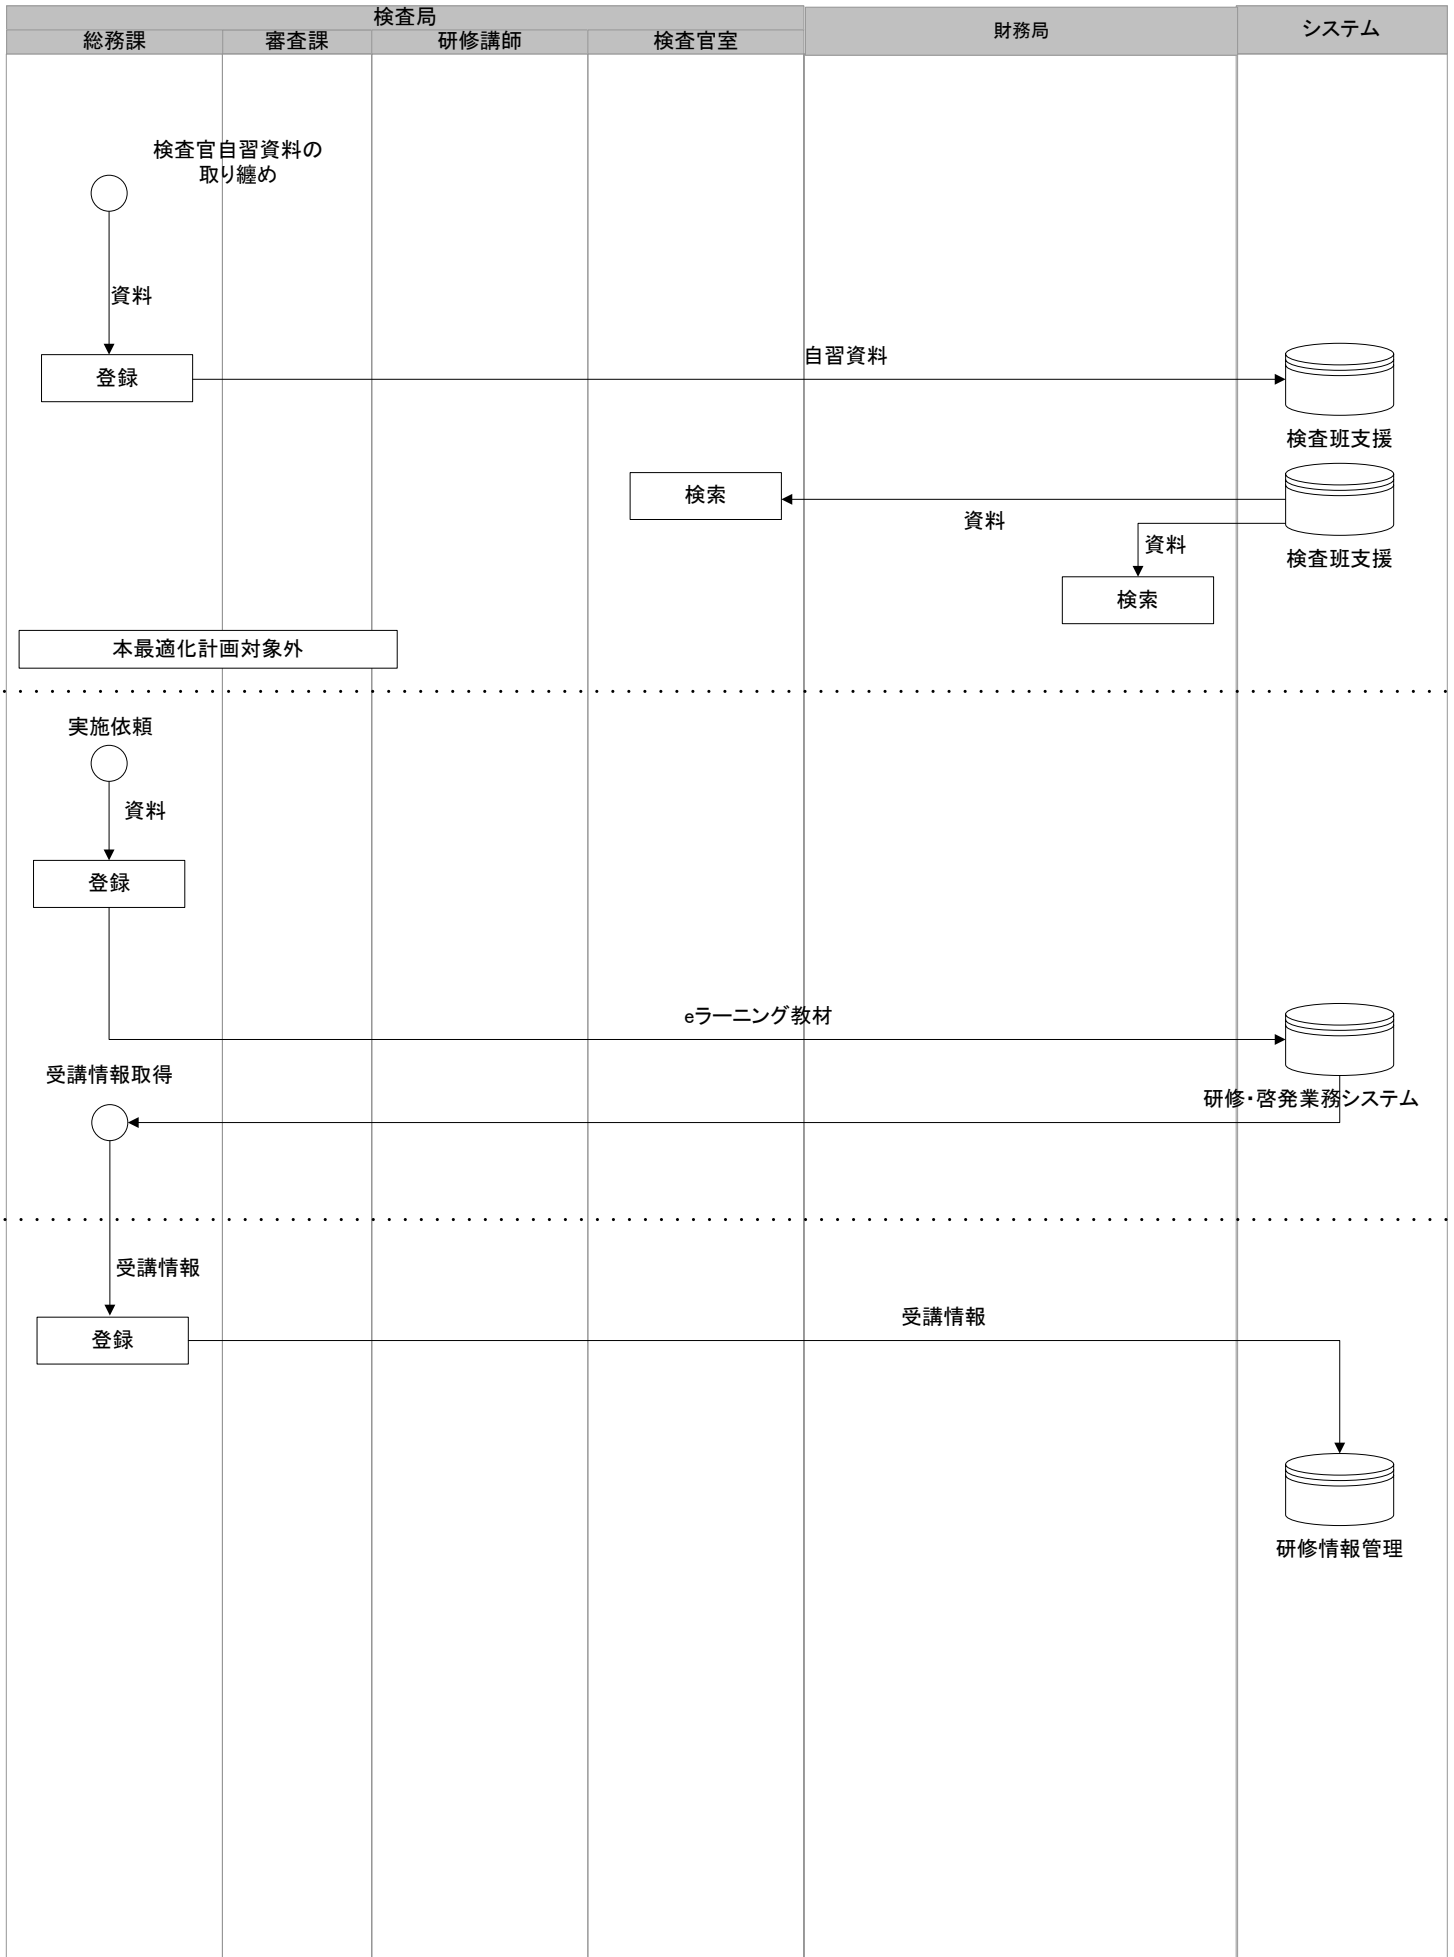 検査局
総務課
審査課
研修講師
検査官室
財務局
システム
検査官自習資料の
取り纏め
資料
登録
自習資料
検査班支援
検索
資料
検査班支援
資料
検索
本最適化計画対象外
実施依頼
資料
登録
eラーニング教材
研修・啓発業務システム
受講情報取得
受講情報
登録
受講情報
研修情報管理